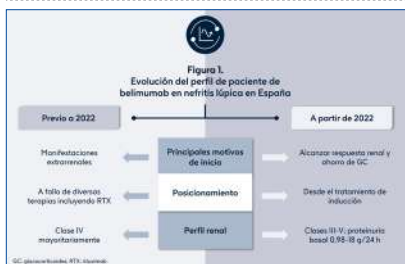 Figura 1.
Evolución del perfil de paciente de
belimumab en nefritis lúpica en España
Previo a 2022
A partir de 2022
Manifestaciones
extrarrenales
Principales motivos
de inicio
Alcanzar respuesta renal y
ahorro de GC
A fallo de diversas
terapias incluyendo RTX
Posicionamiento
Desde el tratamiento de
inducción
Clase IV
mayoritariamente
Perfil renal
Clases III-V; proteinuria
basal 0,98-18 g/24 h
GC: glucocorticoides; RTX: rituximab.